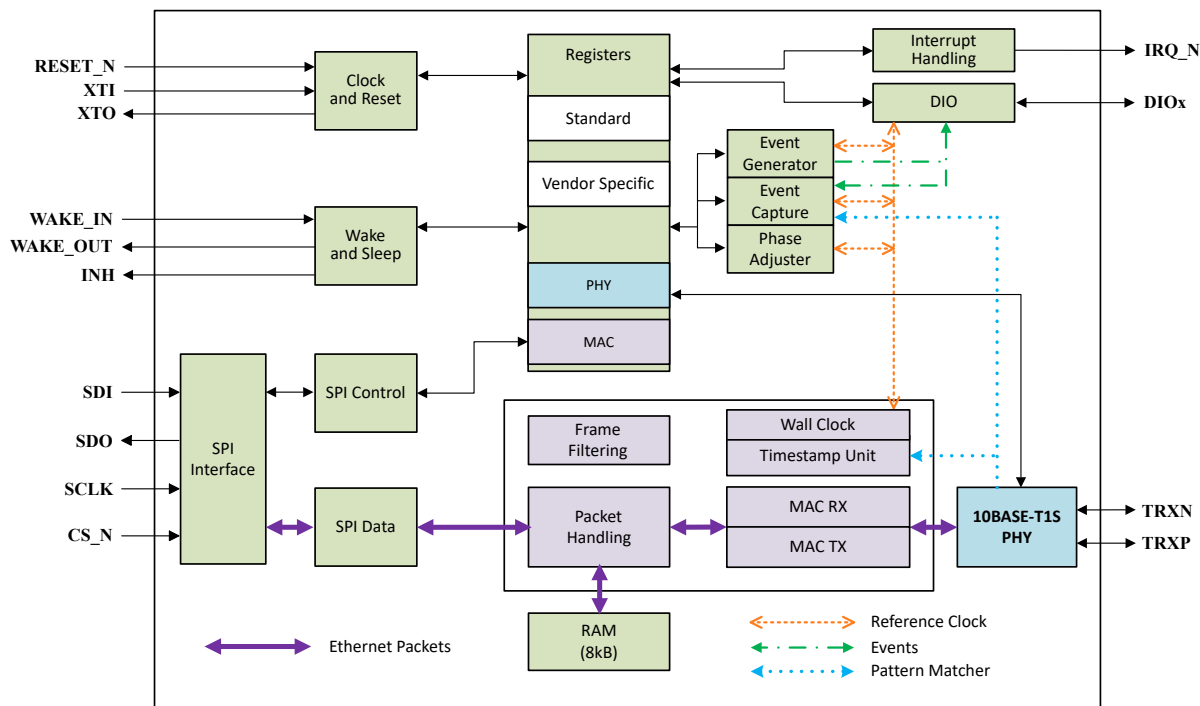 RESET_N
XTI
XTO
Clock
and Reset
Registers
Standard
Vendor Specific
PHY
MAC
Interrupt
Handling
IRQ_N
DIO
DIOx
Event
Generator
Event
Capture
Phase
Adjuster
WAKE_IN
WAKE_OUT
INH
Wake
and Sleep
SDI
SDO
SCLK
CS_N
SPI
Interface
SPI Control
SPI Data
Frame
Filtering
Packet
Handling
Wall Clock
Timestamp Unit
MAC RX
MAC TX
10BASE-T1S
PHY
TRXN
TRXP
RAM
(8kB)
Ethernet Packets
Reference Clock
Events
Pattern Matcher